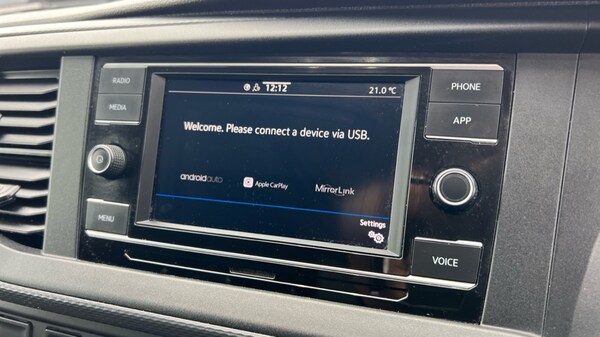 RADIO
MEDIA
MENU
12:12
21.0 °C
Welcome. Please connect a device via USB.
androidauto
Apple CarPlay
MirrorLink
Settings
PHONE
APP
VOICE